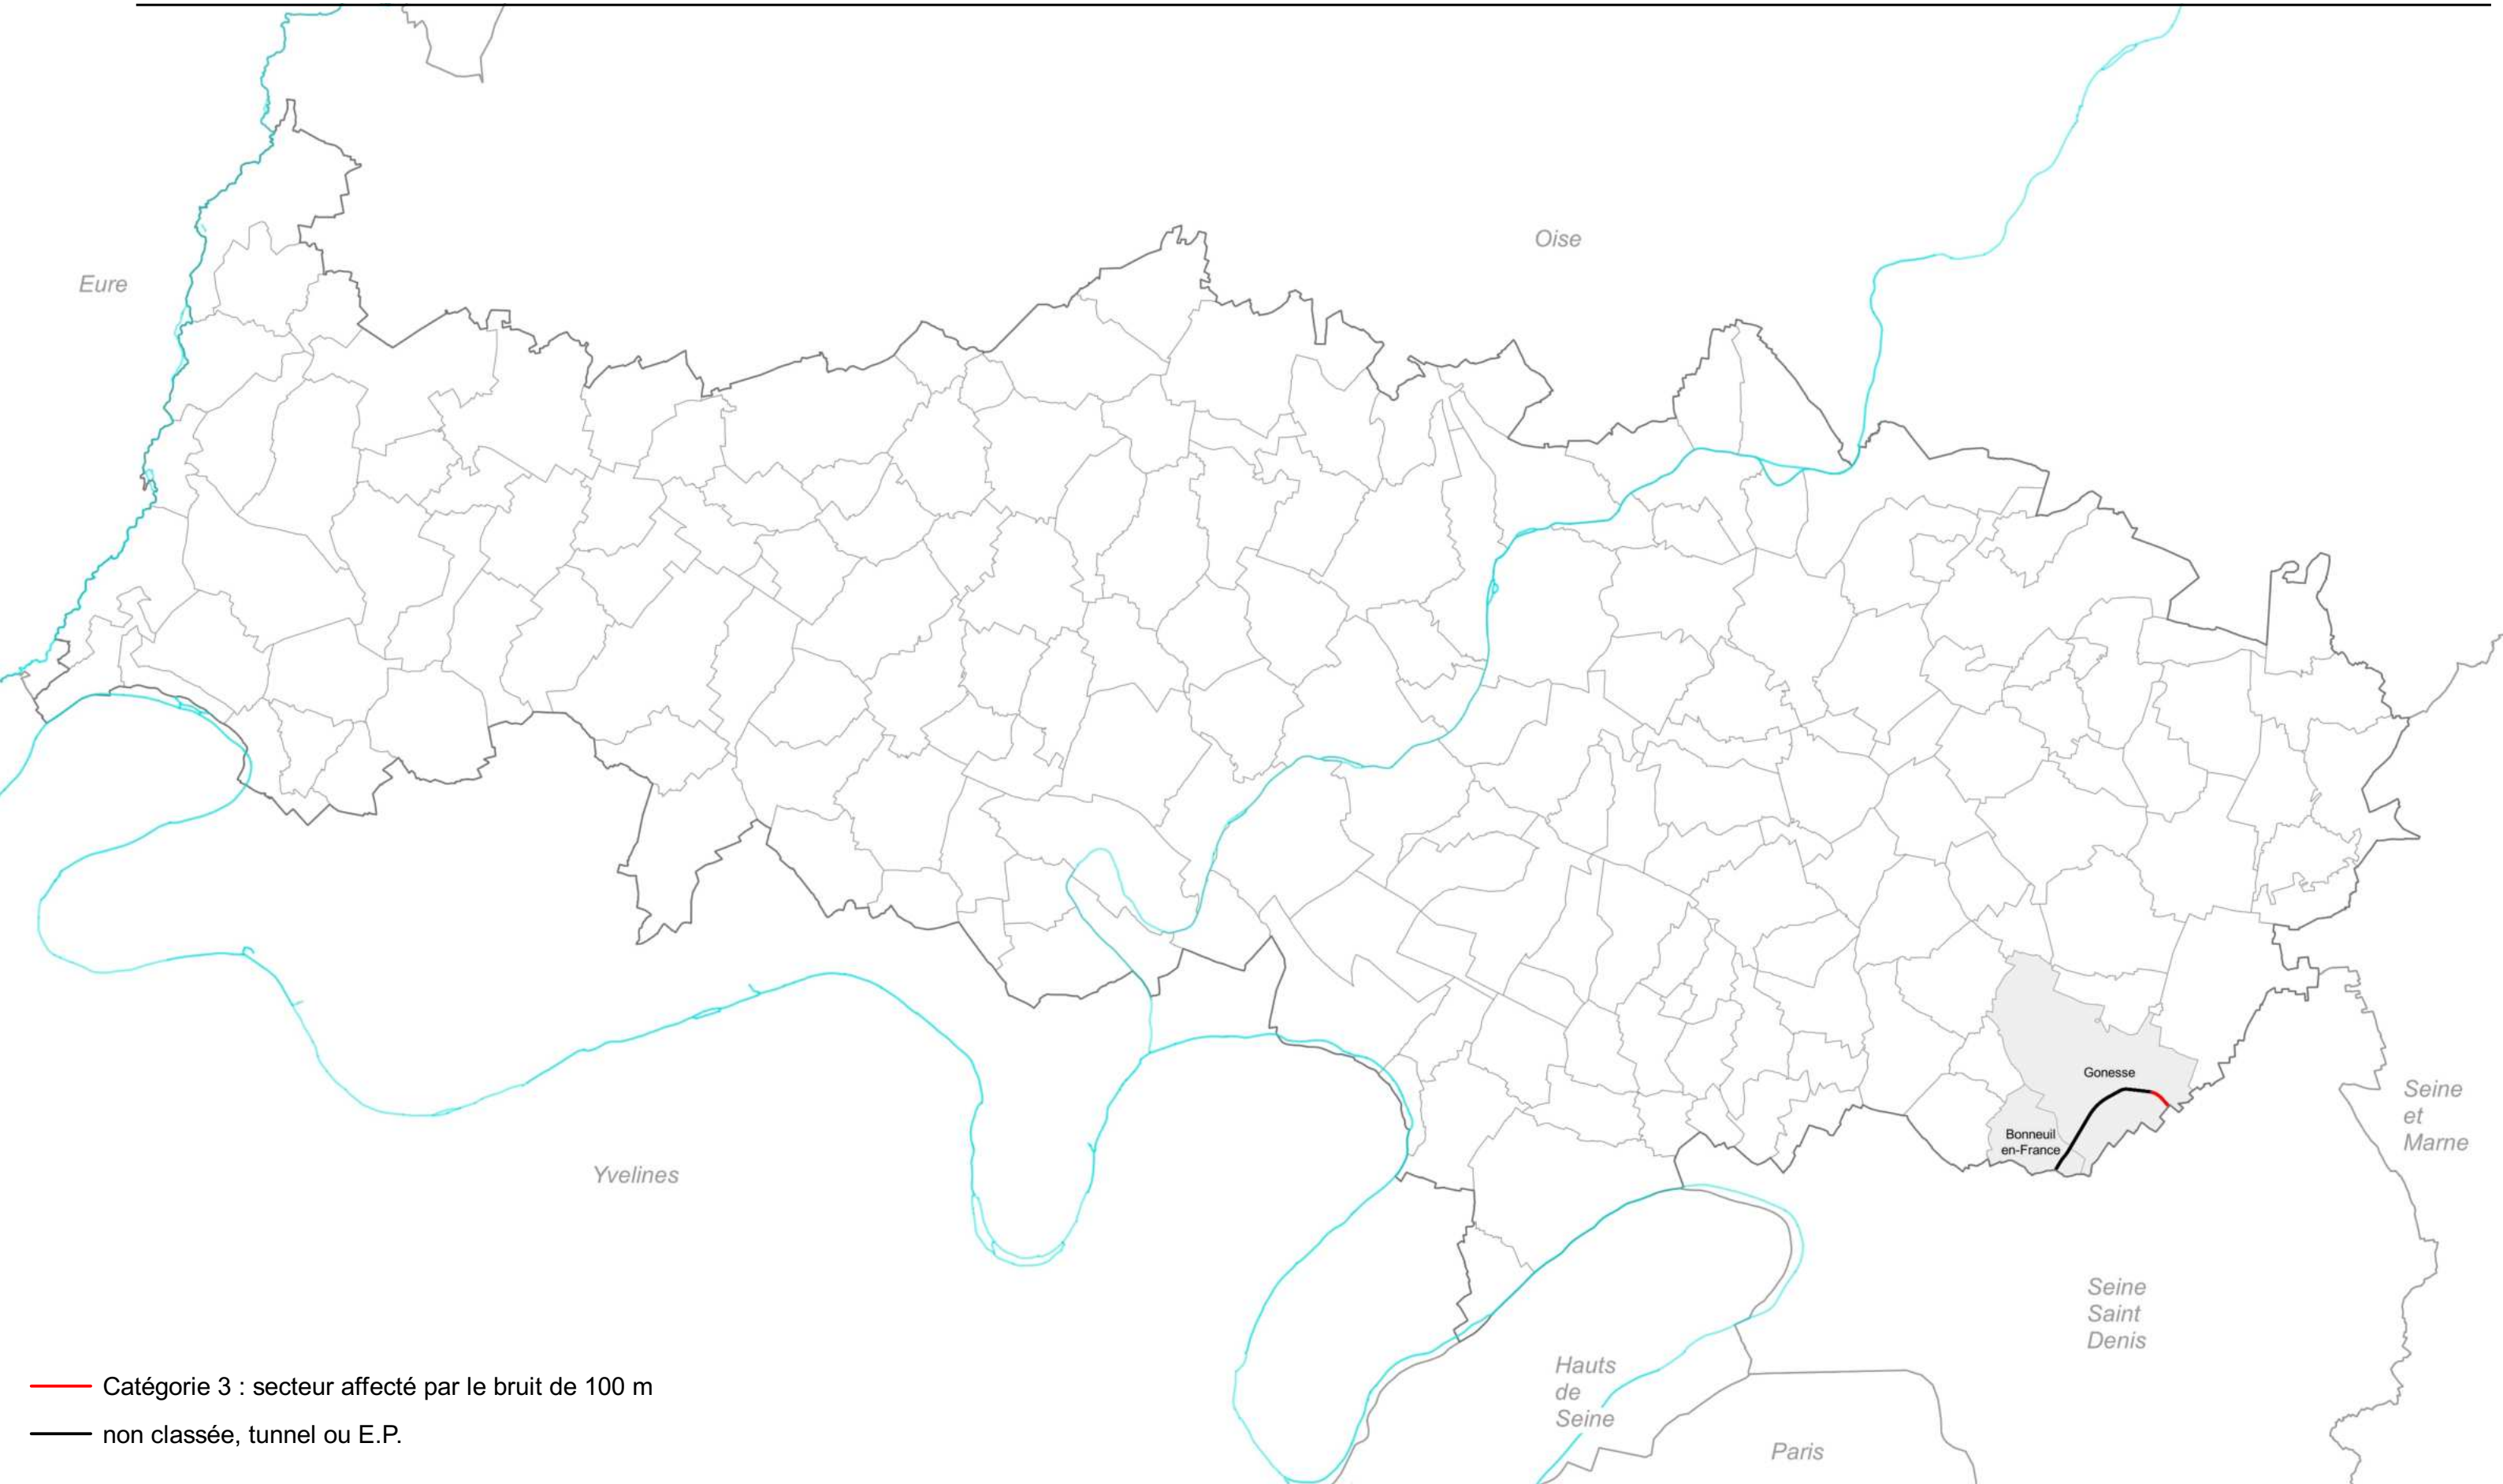 Oise
Eure
Gonesse
Seine
et
Marne
Bonneuil
en-France
Yvelines
Seine
Saint
Denis
Hauts
de
Seine
Catégorie 3 : secteur affecté par le bruit de 100 m
non classée, tunnel ou E.P.
Paris